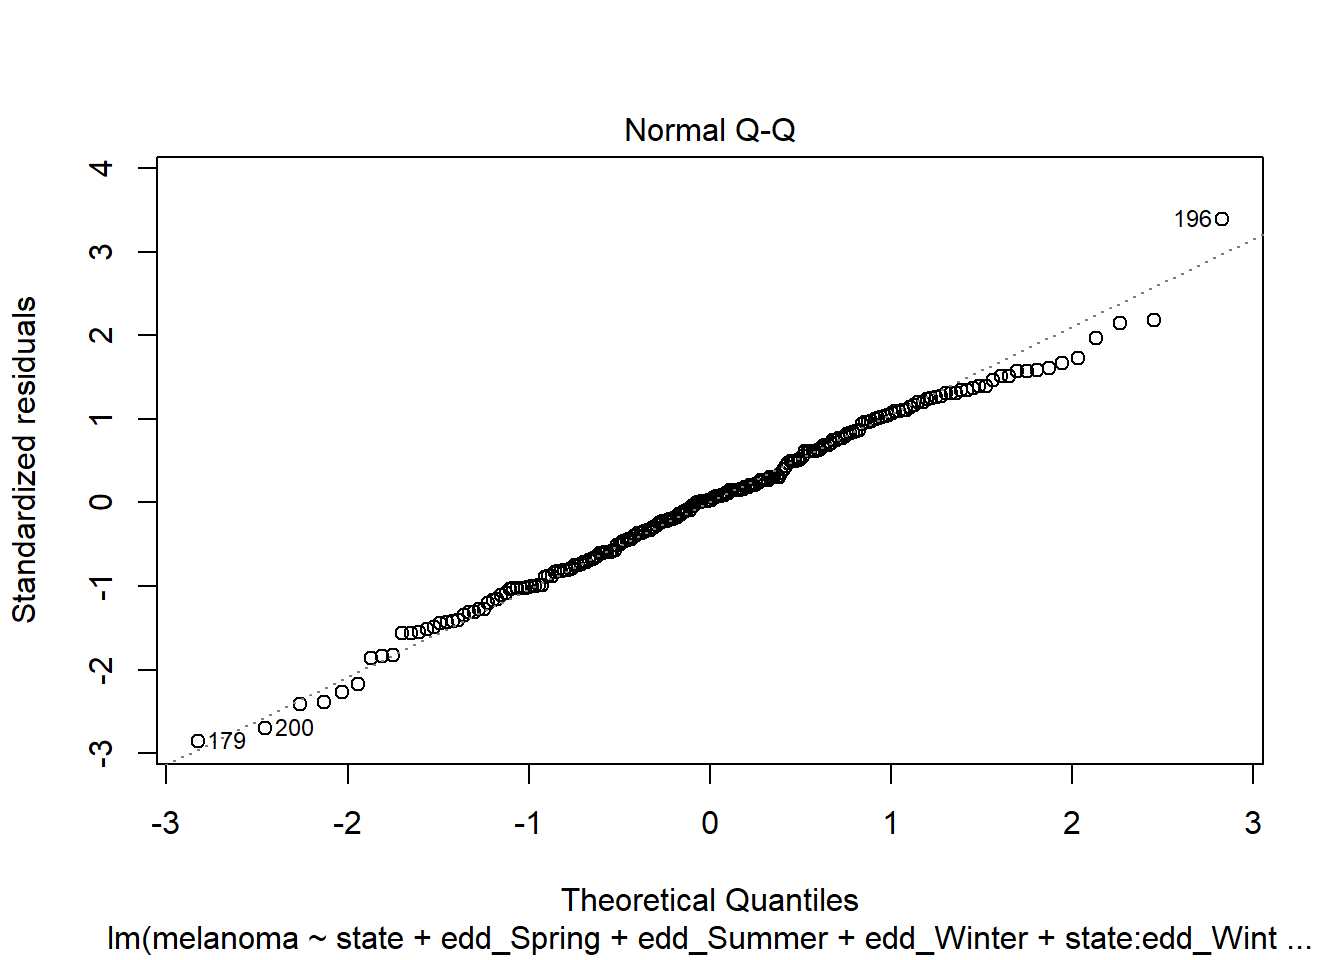 Normal Q-Q
4
3
2
1
0
-1
-2
-3
Standardized residuals
196
200
179
-3 -2 -1 0 1 2 3
Theoretical Quantiles
lm(melanoma ~ state + edd_Spring + edd_Summer + edd_Winter + state:edd_Wint ...